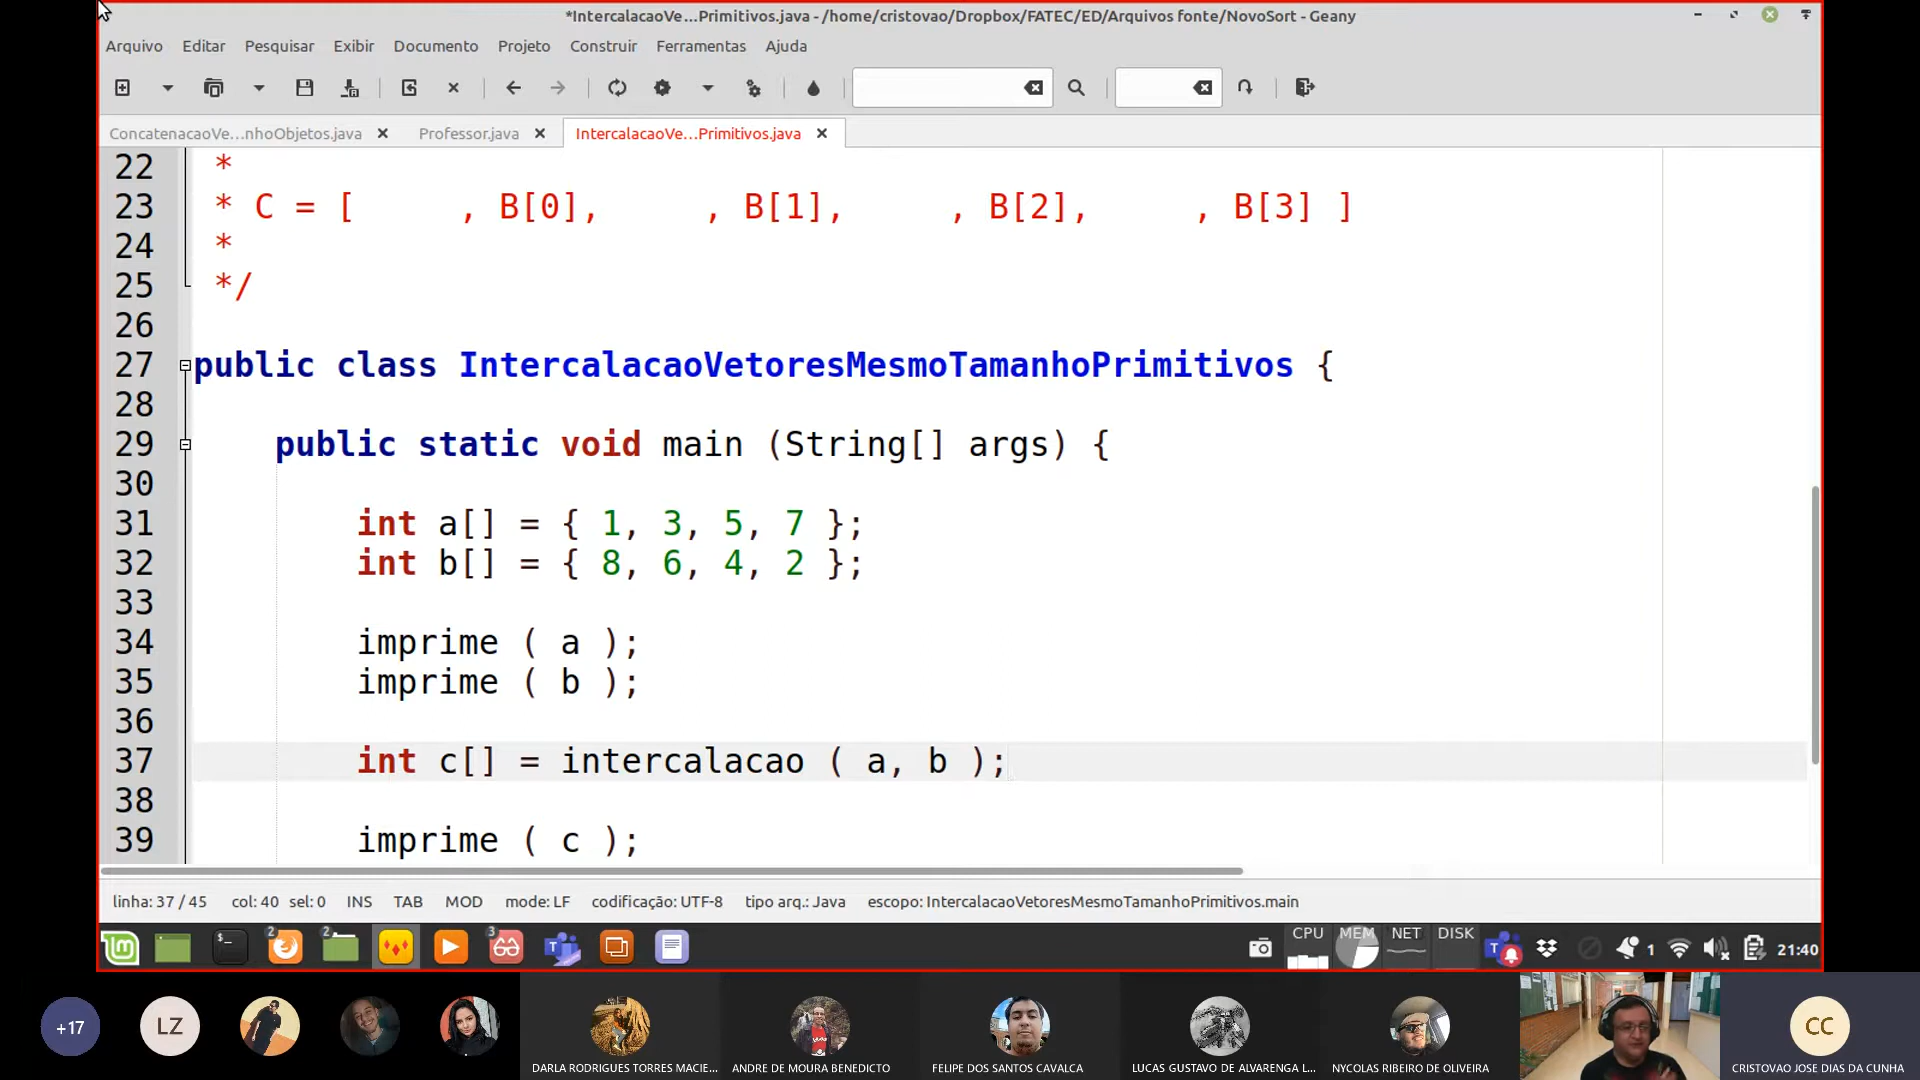 *IntercalacaoVe...Primitivos.java - /home/cristovao/Dropbox/FATEC/ED/Arquivos fonte/NovoSort - Geany
Arquivo Editar Pesquisar Exibir Documento Projeto Construir Ferramentas Ajuda
ConcatenacaoVe...nhoObjetos.java Professor.java IntercalacaoVe...Primitivos.java
22 *
23 * C = [ , B[0], , B[1], , B[2], , B[3] ]
24 *
25 */
26
27 public class IntercalacaoVetoresMesmoTamanhoPrimitivos {
28
29 public static void main (String[] args) {
30
31 int a[] = { 1, 3, 5, 7 };
32 int b[] = { 8, 6, 4, 2 };
33
34 imprime ( a );
35 imprime ( b );
36
37 int c[] = intercalacao ( a, b );
38
39 imprime ( c );
linha: 37 / 45 col: 40 sel: 0 INS TAB MOD mode: LF codificação: UTF-8 tipo arq.: Java escopo: IntercalacaoVetoresMesmoTamanhoPrimitivos.main
2 2 3 CPU MEM NET DISK 1 21:40
+17 LZ CC
DARLA RODRIGUES TORRES MACIE... ANDRE DE MOURA BENEDICTO FELIPE DOS SANTOS CAVALCA LUCAS GUSTAVO DE ALVARENGA L... NYCOLAS RIBEIRO DE OLIVEIRA CRISTOVAO JOSE DIAS DA CUNHA